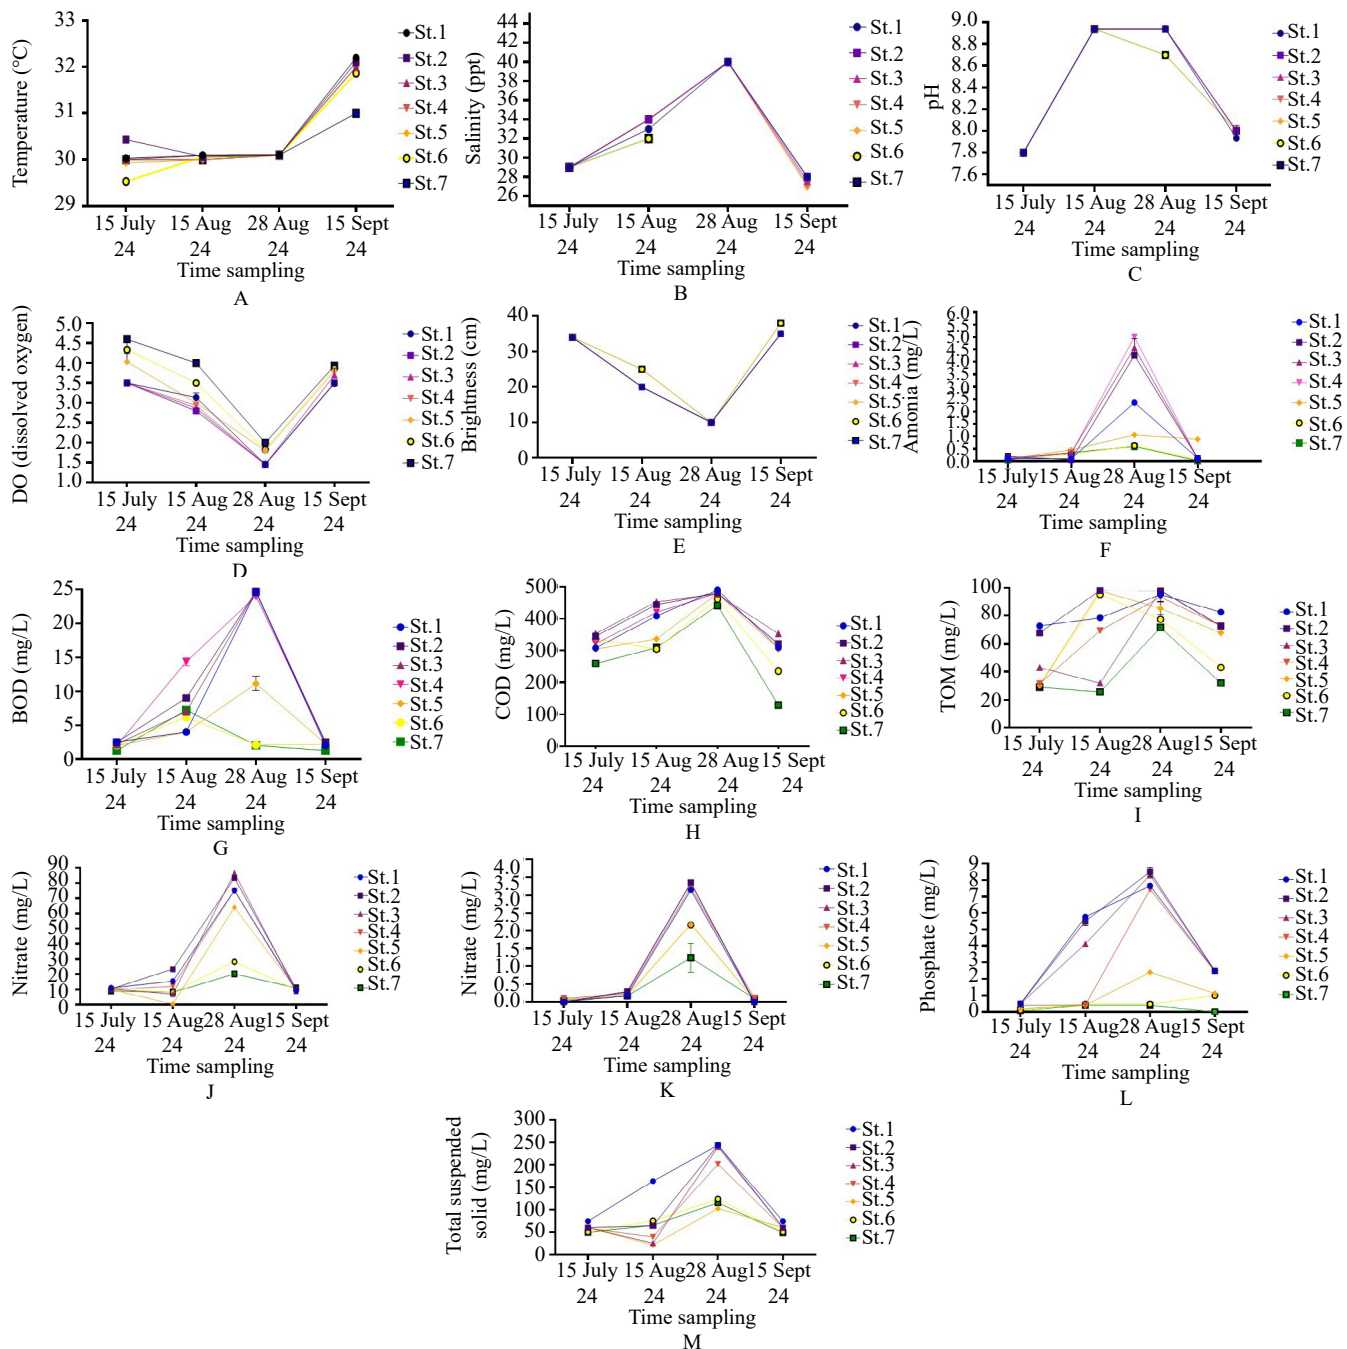 33
32
31
30
29
Temperature (°C)
15 July 15 Aug 28 Aug 15 Sept
24 24 24 24
Time sampling
A
St.1
St.2
St.3
St.4
St.5
St.6
St.7
44
42
40
38
36
34
32
30
28
26
Salinity (ppt)
15 July 15 Aug 28 Aug 15 Sept
24 24 24 24
Time sampling
B
St.1
St.2
St.3
St.4
St.5
St.6
St.7
9.0
8.8
8.6
8.4
8.2
8.0
7.8
7.6
pH
15 July 15 Aug 28 Aug 15 Sept
24 24 24 24
Time sampling
C
St.1
St.2
St.3
St.4
St.5
St.6
St.7
5.0
4.5
4.0
3.5
3.0
2.5
2.0
1.5
1.0
DO (dissolved oxygen)
15 July 15 Aug 28 Aug 15 Sept
24 24 24 24
Time sampling
D
St.1
St.2
St.3
St.4
St.5
St.6
St.7
40
30
20
10
0
Brightness (cm)
15 July 15 Aug 28 Aug 15 Sept
24 24 24 24
Time sampling
E
St.1
St.2
St.3
St.4
St.5
St.6
St.7
6.0
5.5
5.0
4.5
4.0
3.5
3.0
2.5
2.0
1.5
1.0
0.5
0.0
Amonia (mg/L)
15 July 15 Aug 28 Aug 15 Sept
24 24 24 24
Time sampling
F
St.1
St.2
St.3
St.4
St.5
St.6
St.7
25
20
15
10
5
0
BOD (mg/L)
15 July 15 Aug 28 Aug 15 Sept
24 24 24 24
Time sampling
G
St.1
St.2
St.3
St.4
St.5
St.6
St.7
500
400
300
200
100
0
COD (mg/L)
15 July 15 Aug 28 Aug 15 Sept
24 24 24 24
Time sampling
H
St.1
St.2
St.3
St.4
St.5
St.6
St.7
100
80
60
40
20
0
TOM (mg/L)
15 July 15 Aug 28 Aug 15 Sept
24 24 24 24
Time sampling
I
St.1
St.2
St.3
St.4
St.5
St.6
St.7
90
80
70
60
50
40
30
20
10
0
Nitrate (mg/L)
15 July 15 Aug 28 Aug 15 Sept
24 24 24 24
Time sampling
J
St.1
St.2
St.3
St.4
St.5
St.6
St.7
4.0
3.5
3.0
2.5
2.0
1.5
1.0
0.5
0.0
Nitrate (mg/L)
15 July 15 Aug 28 Aug 15 Sept
24 24 24 24
Time sampling
K
St.1
St.2
St.3
St.4
St.5
St.6
St.7
9
8
7
6
5
4
3
2
1
0
Phosphate (mg/L)
15 July 15 Aug 28 Aug 15 Sept
24 24 24 24
Time sampling
L
St.1
St.2
St.3
St.4
St.5
St.6
St.7
300
250
200
150
100
50
0
Total suspended
solid (mg/L)
15 July 15 Aug 28 Aug 15 Sept
24 24 24 24
Time sampling
M
St.1
St.2
St.3
St.4
St.5
St.6
St.7